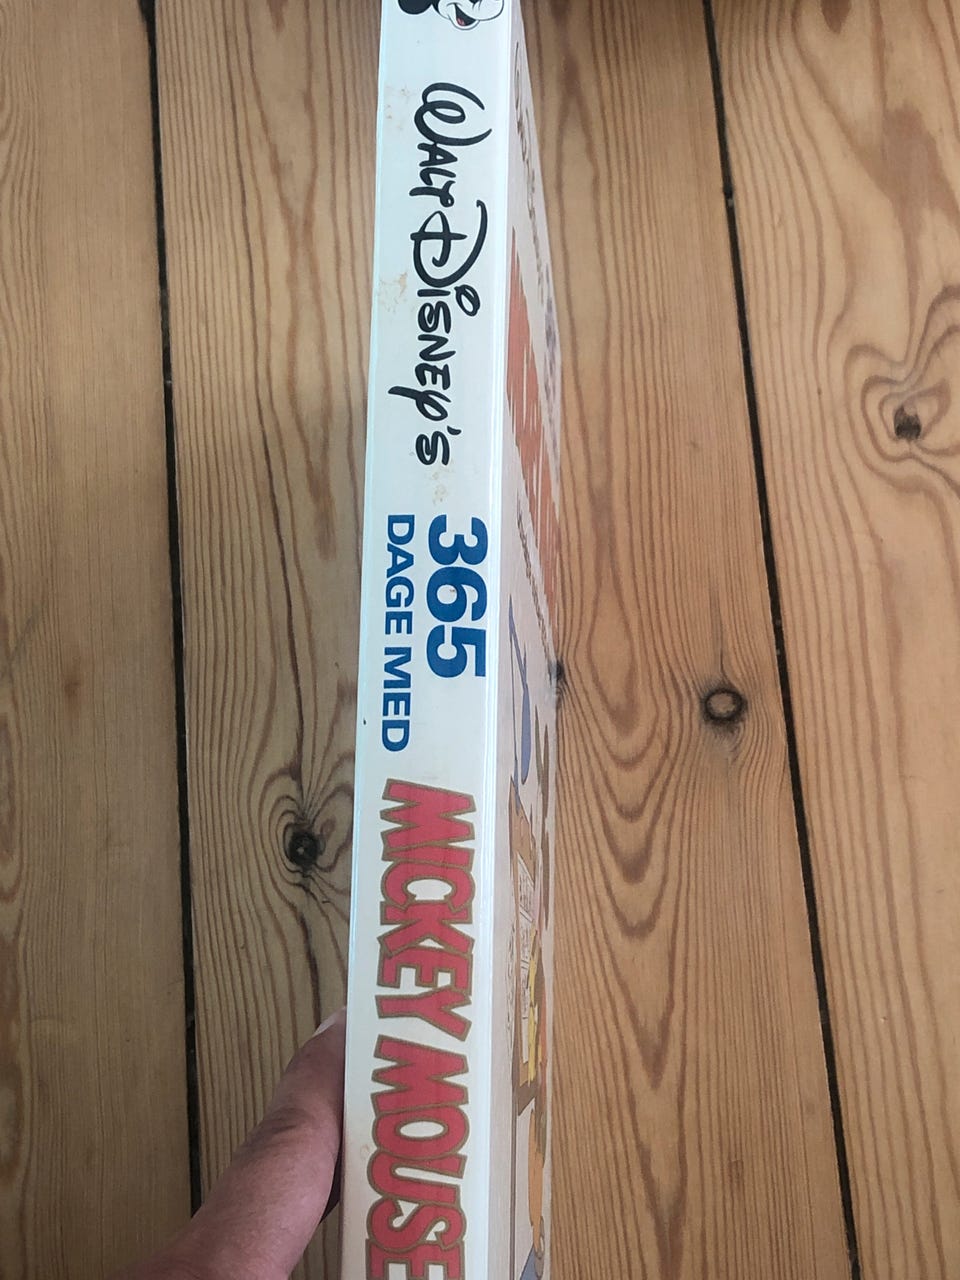 WALT DISNEY'S
365
DAGE MED
MICKEY MOUSE